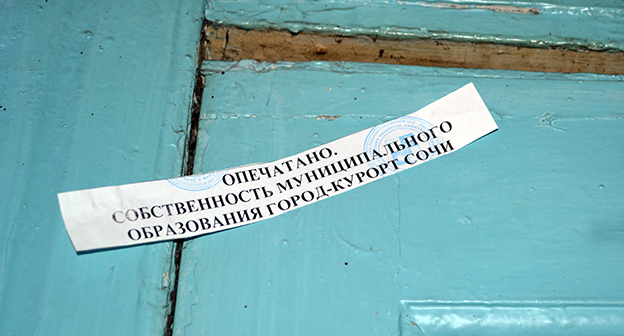 ОПЕЧАТАНО.
СОБСТВЕННОСТЬ МУНИЦИПАЛЬНОГО
ОБРАЗОВАНИЯ ГОРОД-КУРОРТ СОЧИ